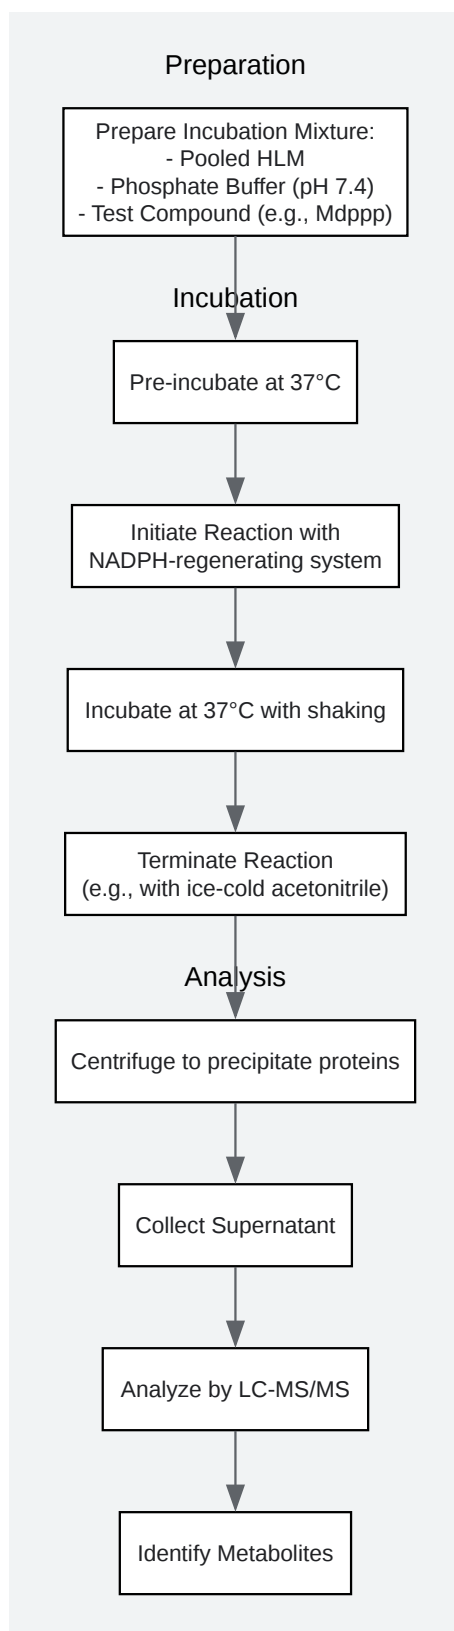 Preparation
Prepare Incubation Mixture:
- Pooled HLM
- Phosphate Buffer (pH 7.4)
- Test Compound (e.g., Mdppp)
Incubation
Pre-incubate at 37°C
Initiate Reaction with
NADPH-regenerating system
Incubate at 37°C with shaking
Terminate Reaction
(e.g., with ice-cold acetonitrile)
Analysis
Centrifuge to precipitate proteins
Collect Supernatant
Analyze by LC-MS/MS
Identify Metabolites